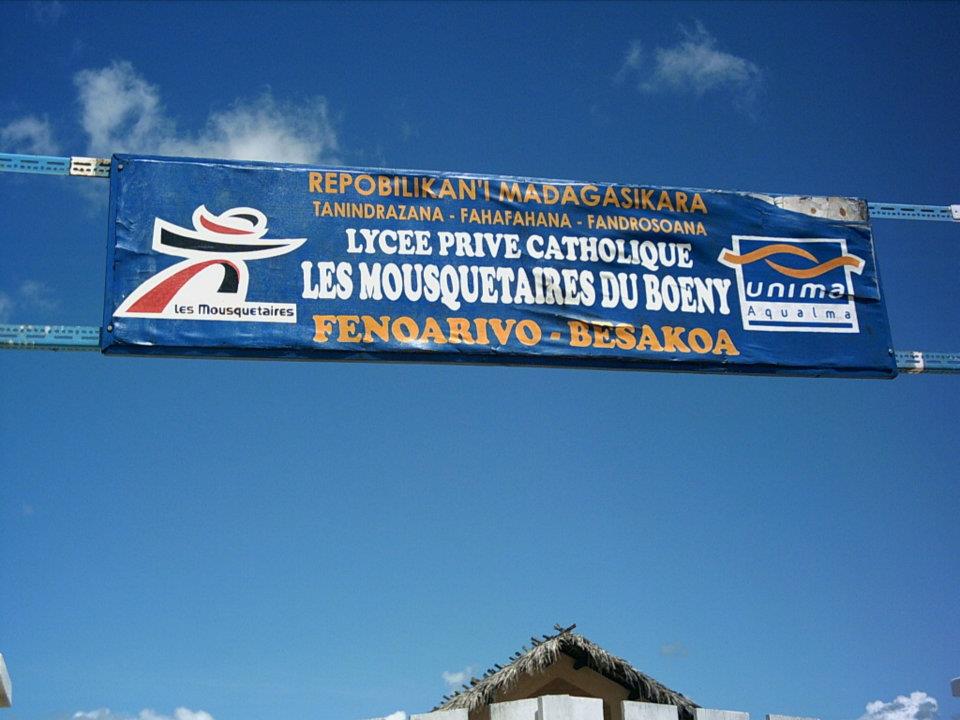 REPOBILIKAN'I MADAGASIKARA
TANINDRAZANA - FAHAFAHANA - FANDROSOANA
LYCEE PRIVE CATHOLIQUE
LES MOUSQUETAIRES DU BOENY
FENOARIVO - BESAKOA
Les Mousquetaires
unima
Aqualma